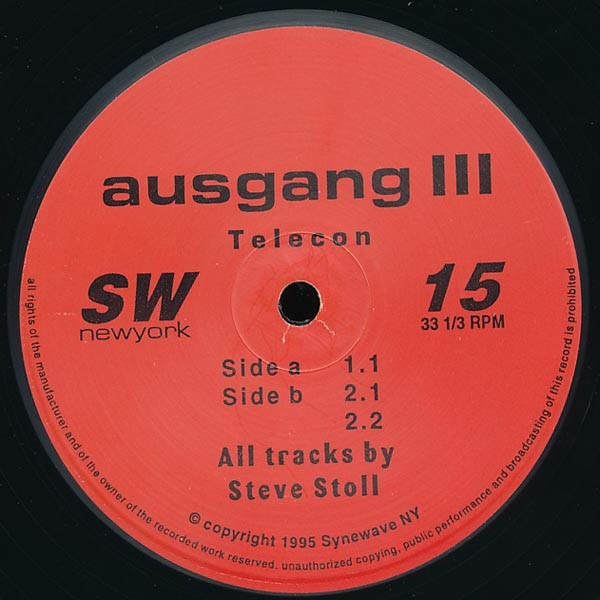 ausgang III
Telecon
SW
newyork
15
33 1/3 RPM
Side a 1.1
Side b 2.1
2.2
All tracks by
Steve Stoll
© copyright 1995 Synewave NY
all rights of the manufacturer and of the owner of the recorded work reserved. unauthorized copying, public performance and broadcasting of this record is prohibited